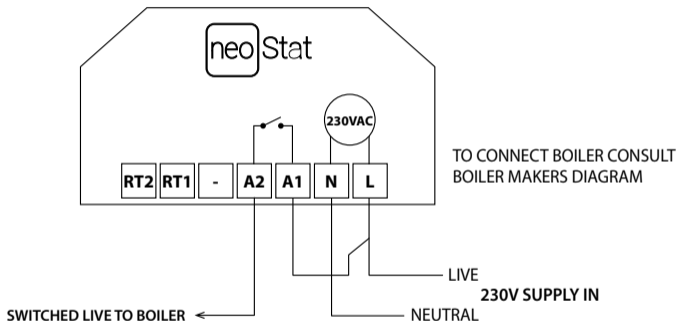 neoStat
230VAC
RT2 RT1 - A2 A1 N L
TO CONNECT BOILER CONSULT
BOILER MAKERS DIAGRAM
LIVE
230V SUPPLY IN
SWITCHED LIVE TO BOILER
NEUTRAL